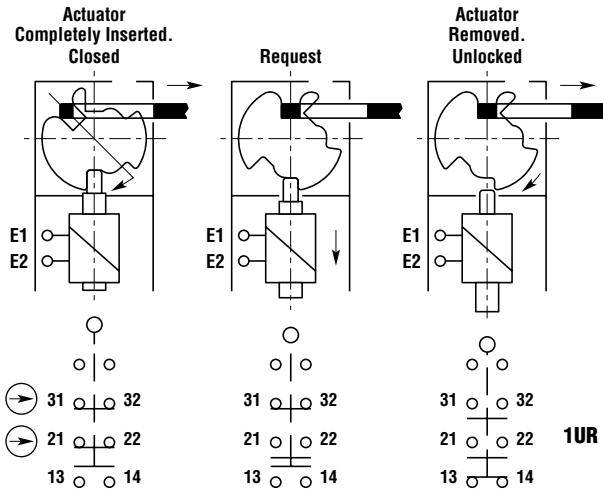 Actuator
Completely Inserted.
Closed
Request
Actuator
Removed.
Unlocked
E1
E2
E1
E2
E1
E2
31 32
21 22
13 14
31 32
21 22
13 14
31 32
21 22
13 14
1UR